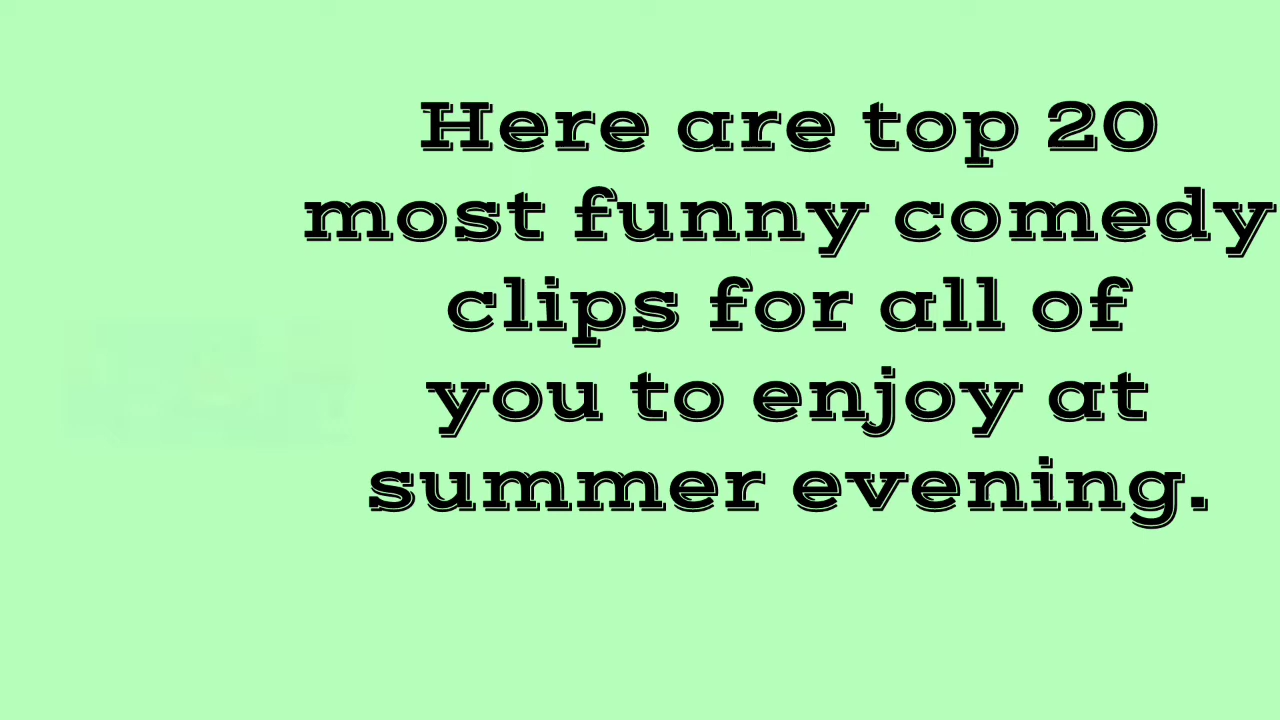 Here are top 20
most funny comedy
clips for all of
you to enjoy at
summer evening.